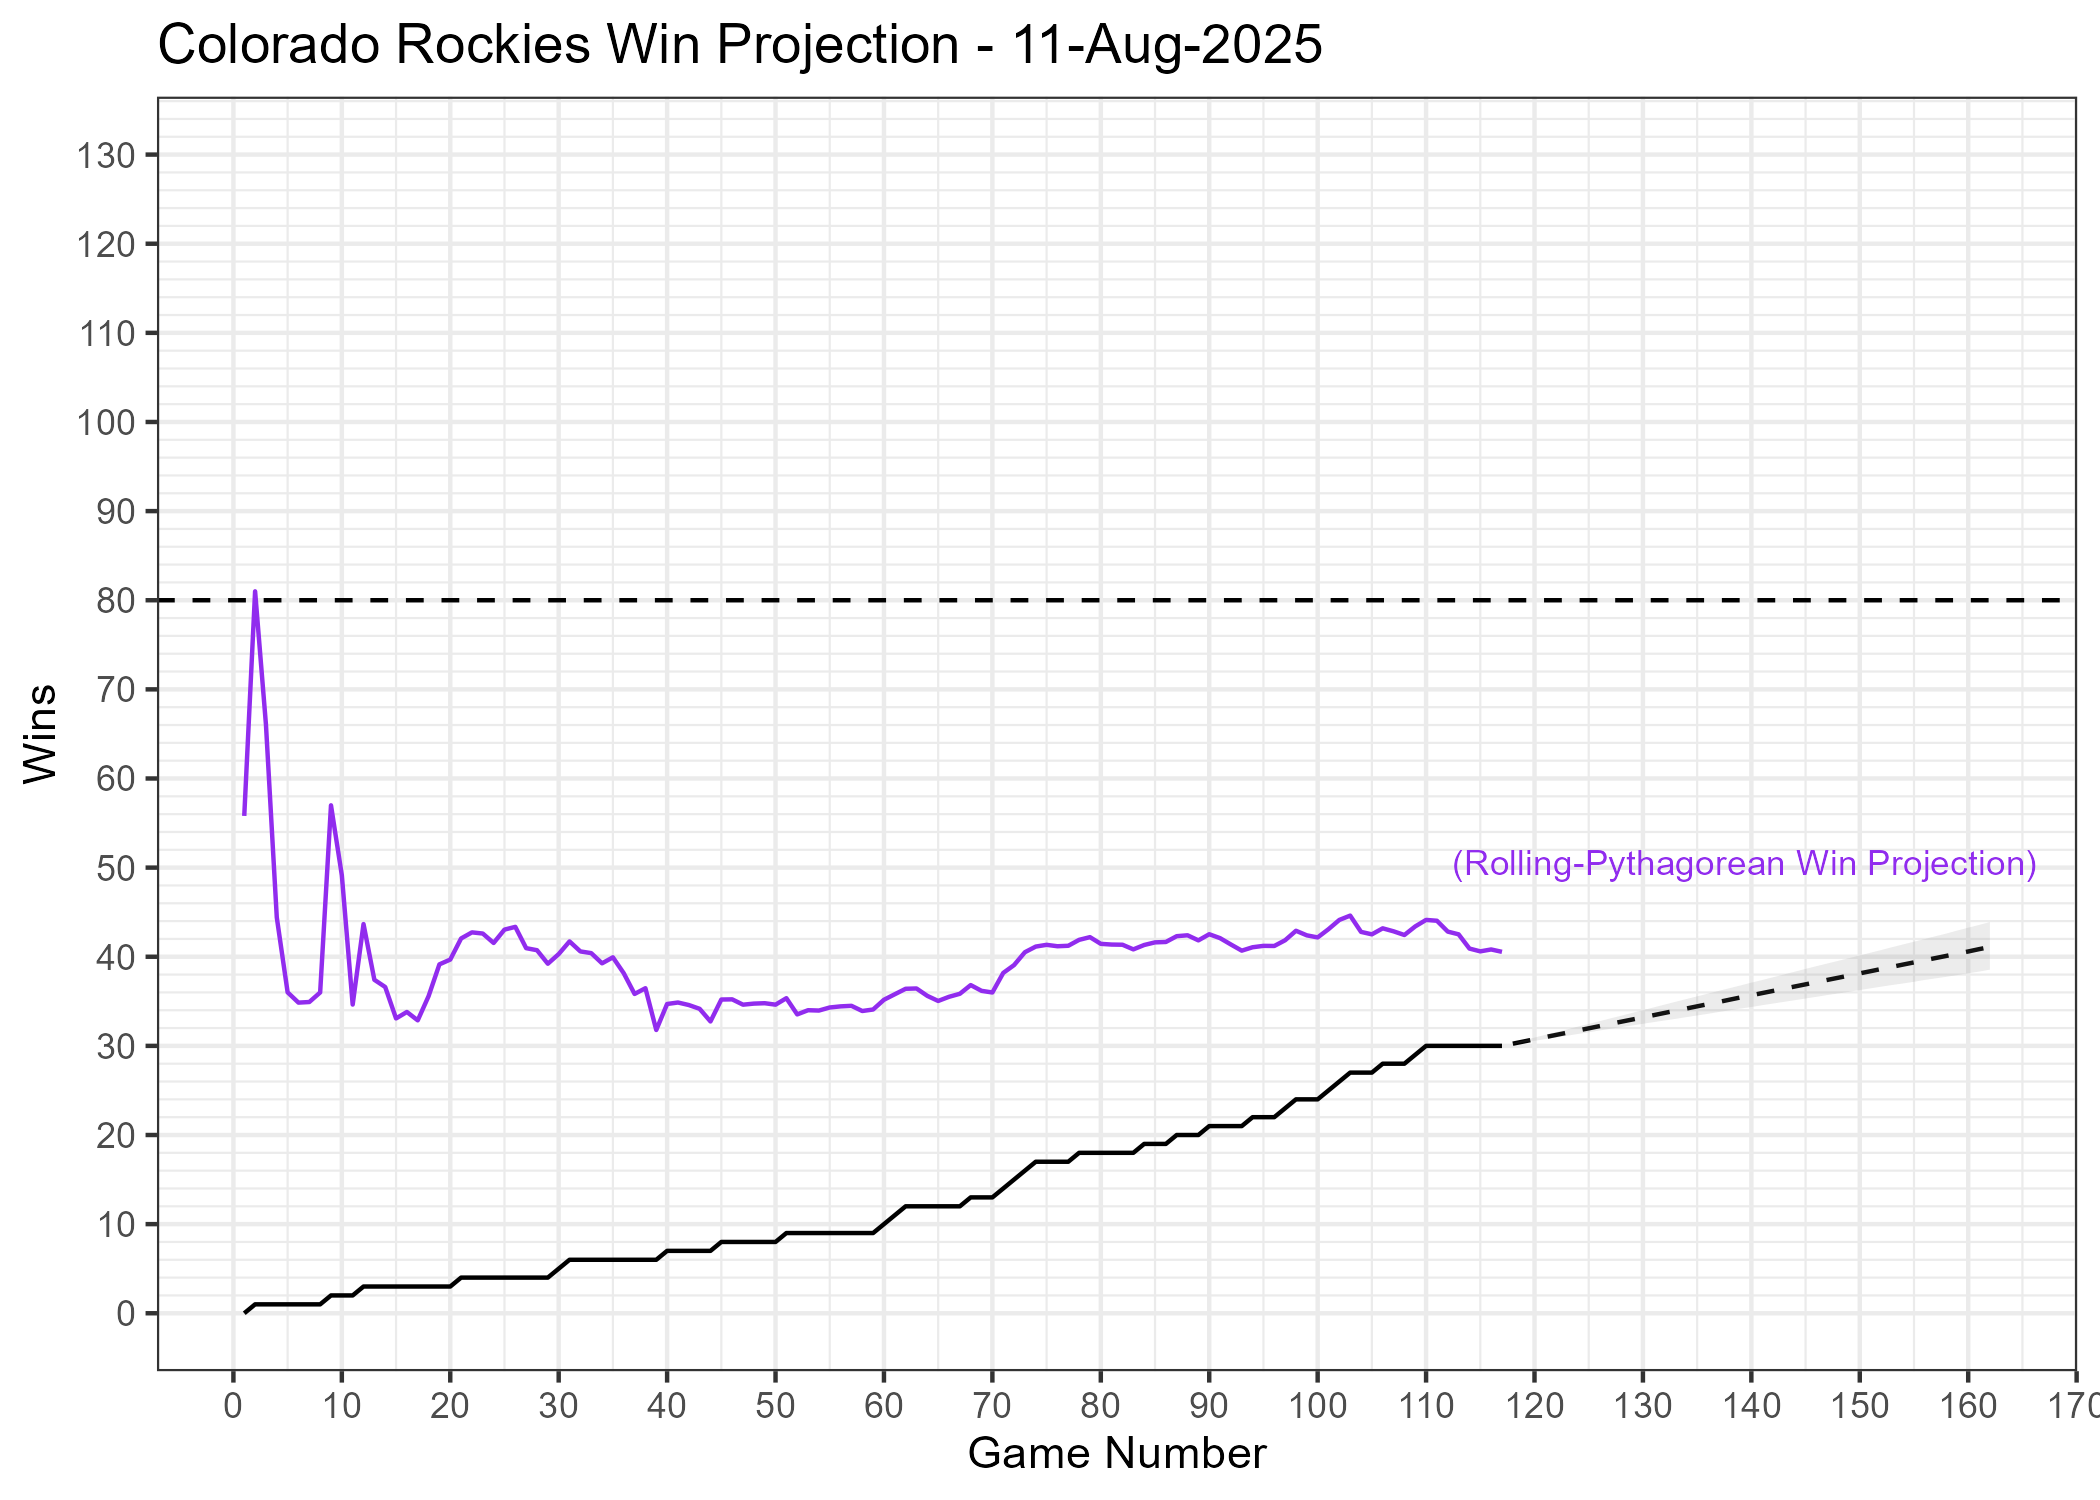 Colorado Rockies Win Projection - 11-Aug-2025
130
120
110
100
90
80
70
60
50
40
30
20
10
0
Wins
(Rolling-Pythagorean Win Projection)
0 10 20 30 40 50 60 70 80 90 100 110 120 130 140 150 160 170
Game Number